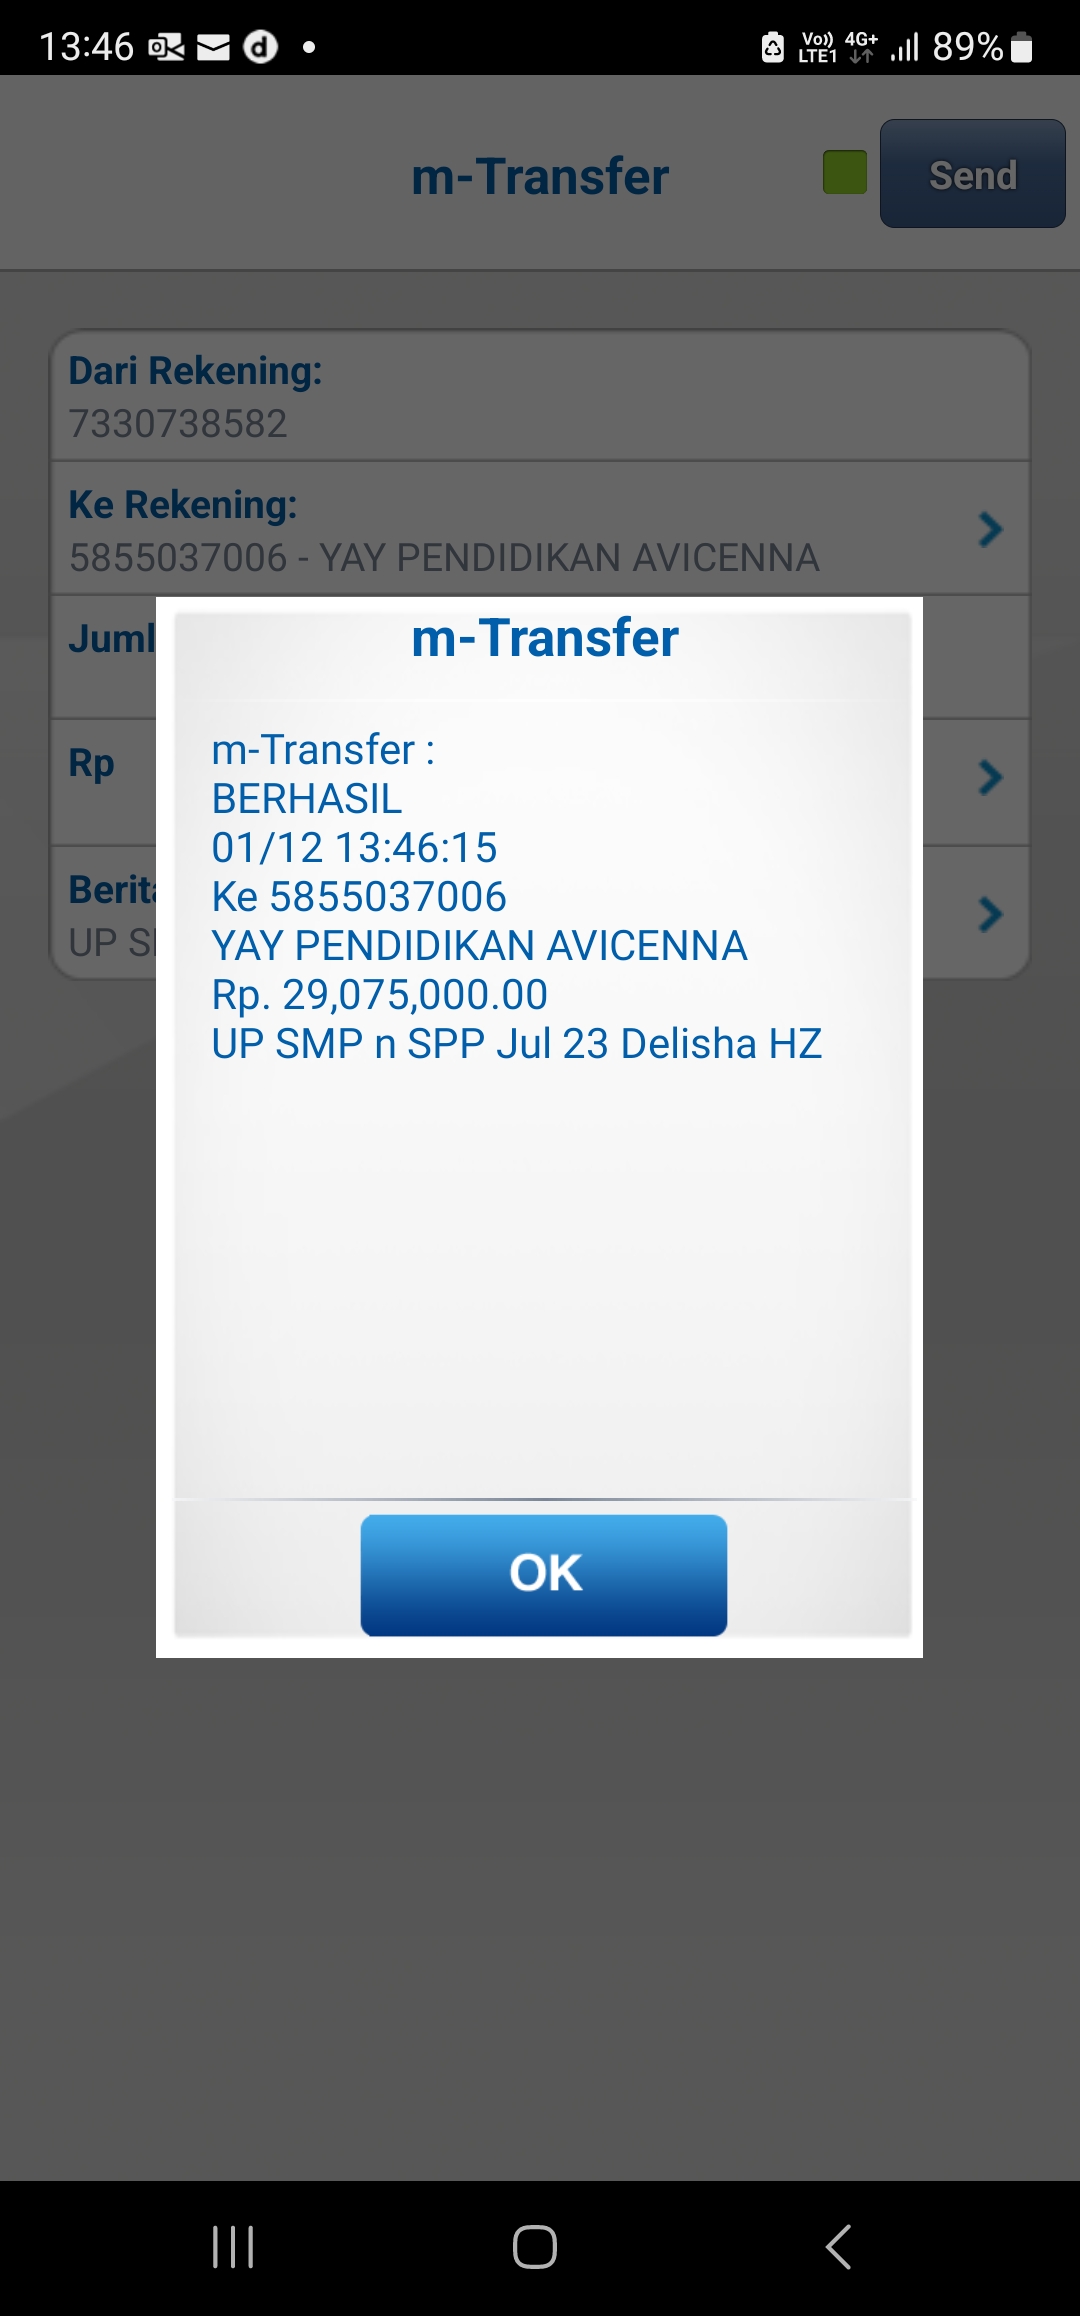 13:46
Vo)) 4G+
LTE1
89%
m-Transfer
Send
Dari Rekening:
7330738582
Ke Rekening:
5855037006 - YAY PENDIDIKAN AVICENNA
Juml
Rp
Berita
UP S
m-Transfer
m-Transfer :
BERHASIL
01/12 13:46:15
Ke 5855037006
YAY PENDIDIKAN AVICENNA
Rp. 29,075,000.00
UP SMP n SPP Jul 23 Delisha HZ
OK